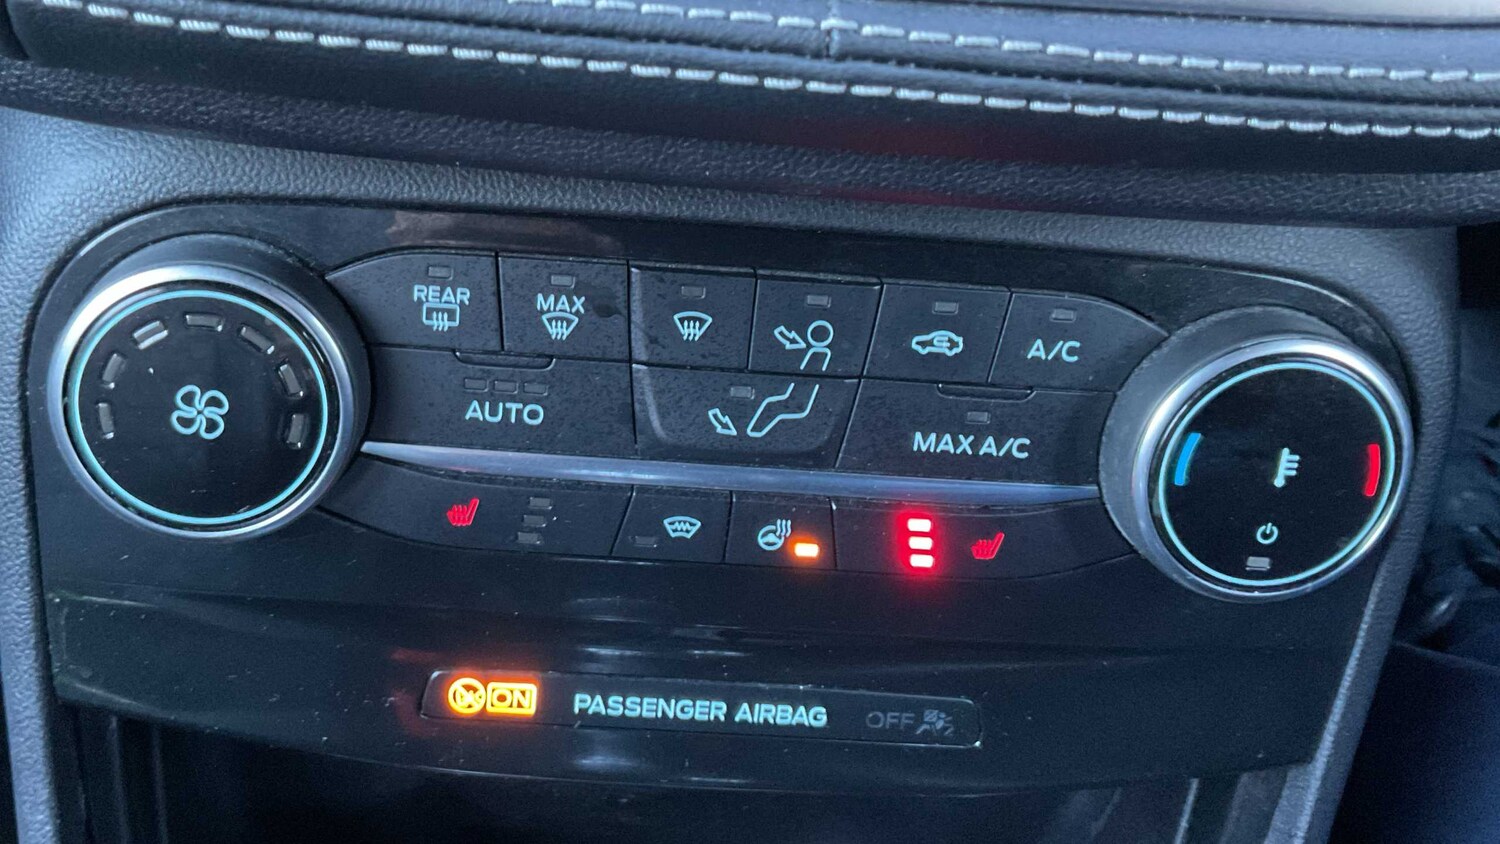 REAR
MAX
A/C
AUTO
MAX A/C
ON PASSENGER AIRBAG OFF